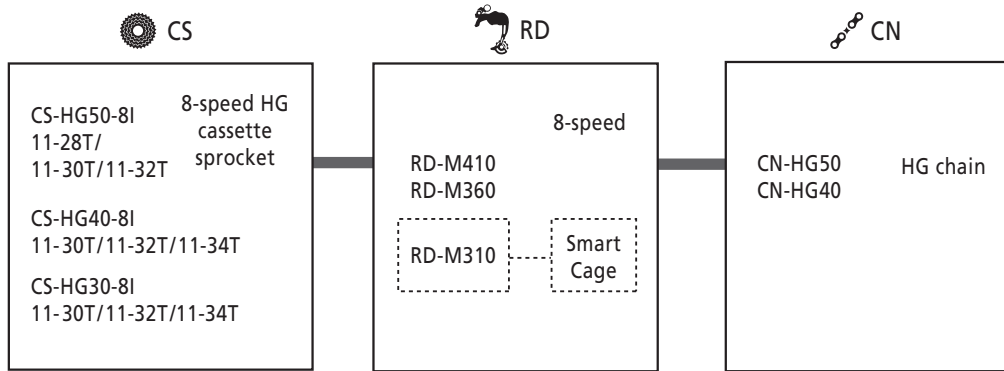 CS
RD
CN
CS-HG50-8I
11-28T/
11-30T/11-32T
8-speed HG
cassette
sprocket
CS-HG40-8I
11-30T/11-32T/11-34T
CS-HG30-8I
11-30T/11-32T/11-34T
8-speed
RD-M410
RD-M360
RD-M310
Smart
Cage
CN-HG50
CN-HG40
HG chain